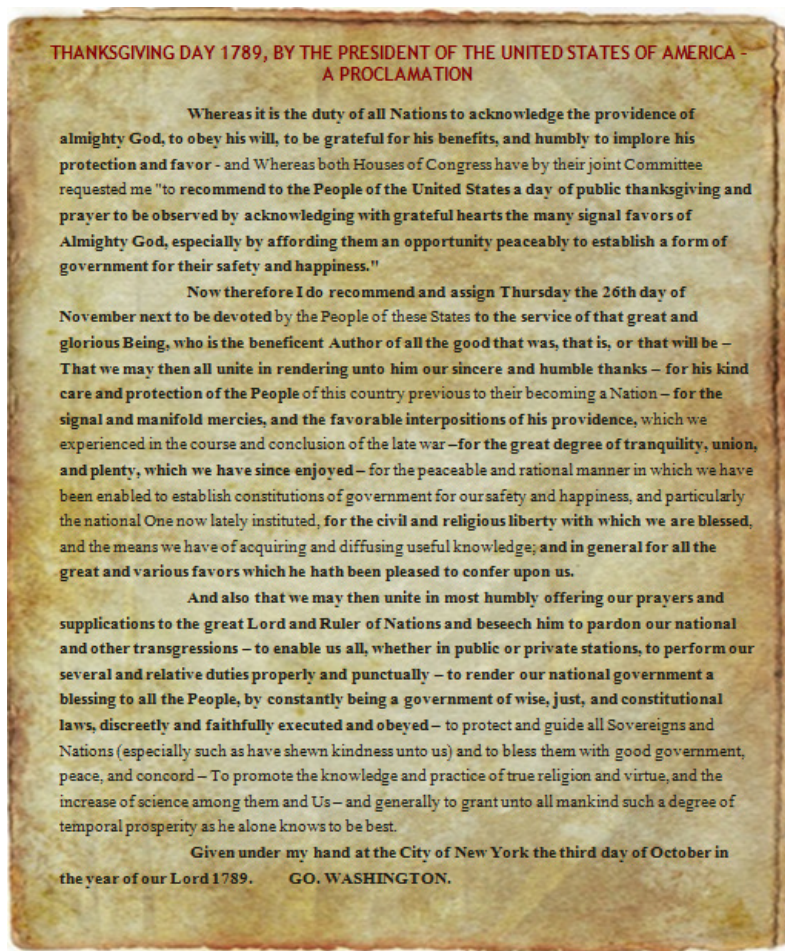 THANKSGIVING DAY 1789, BY THE PRESIDENT OF THE UNITED STATES OF AMERICA –
A PROCLAMATION
Whereas it is the duty of all Nations to acknowledge the providence of
almighty God, to obey his will, to be grateful for his benefits, and humbly to implore his
protection and favor - and Whereas both Houses of Congress have by their joint Committee
requested me "to recommend to the People of the United States a day of public thanksgiving and
prayer to be observed by acknowledging with grateful hearts the many signal favors of
Almighty God, especially by affording them an opportunity peaceably to establish a form of
government for their safety and happiness."
Now therefore I do recommend and assign Thursday the 26th day of
November next to be devoted by the People of these States to the service of that great and
glorious Being, who is the beneficent Author of all the good that was, that is, or that will be –
That we may then all unite in rendering unto him our sincere and humble thanks – for his kind
care and protection of the People of this country previous to their becoming a Nation – for the
signal and manifold mercies, and the favorable interpositions of his providence, which we
experienced in the course and conclusion of the late war –for the great degree of tranquility, union,
and plenty, which we have since enjoyed – for the peaceable and rational manner in which we have
been enabled to establish constitutions of government for our safety and happiness, and particularly
the national One now lately instituted, for the civil and religious liberty with which we are blessed,
and the means we have of acquiring and diffusing useful knowledge; and in general for all the
great and various favors which he hath been pleased to confer upon us.
And also that we may then unite in most humbly offering our prayers and
supplications to the great Lord and Ruler of Nations and beseech him to pardon our national
and other transgressions – to enable us all, whether in public or private stations, to perform our
several and relative duties properly and punctually – to render our national government a
blessing to all the People, by constantly being a government of wise, just, and constitutional
laws, discreetly and faithfully executed and obeyed – to protect and guide all Sovereigns and
Nations (especially such as have shewn kindness unto us) and to bless them with good government,
peace, and concord – To promote the knowledge and practice of true religion and virtue, and the
increase of science among them and Us – and generally to grant unto all mankind such a degree of
temporal prosperity as he alone knows to be best.
Given under my hand at the City of New York the third day of October in
the year of our Lord 1789. GO. WASHINGTON.